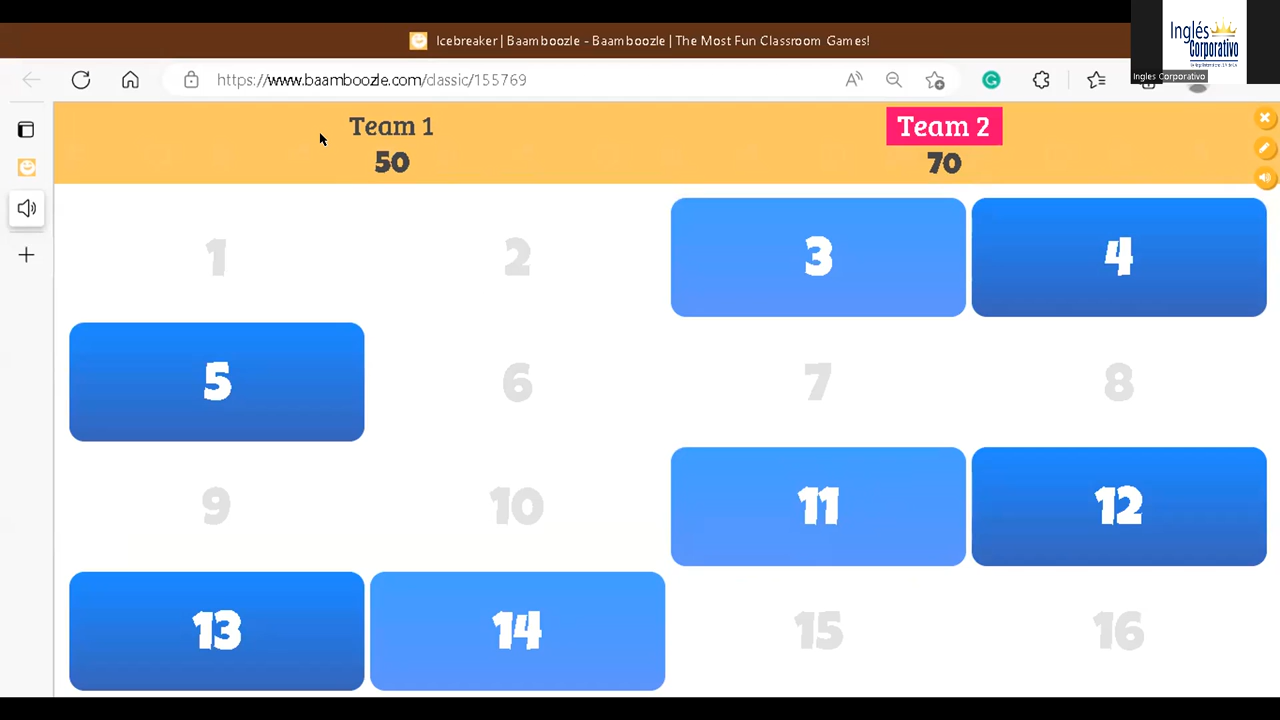 Icebreaker | Baamboozle - Baamboozle | The Most Fun Classroom Games!
Inglés
Corporativo
Ingles Corporativo
https://www.baamboozle.com/classic/155769
Team 1
Team 2
50
70
1
2
3
4
5
6
7
8
9
10
11
12
13
14
15
16